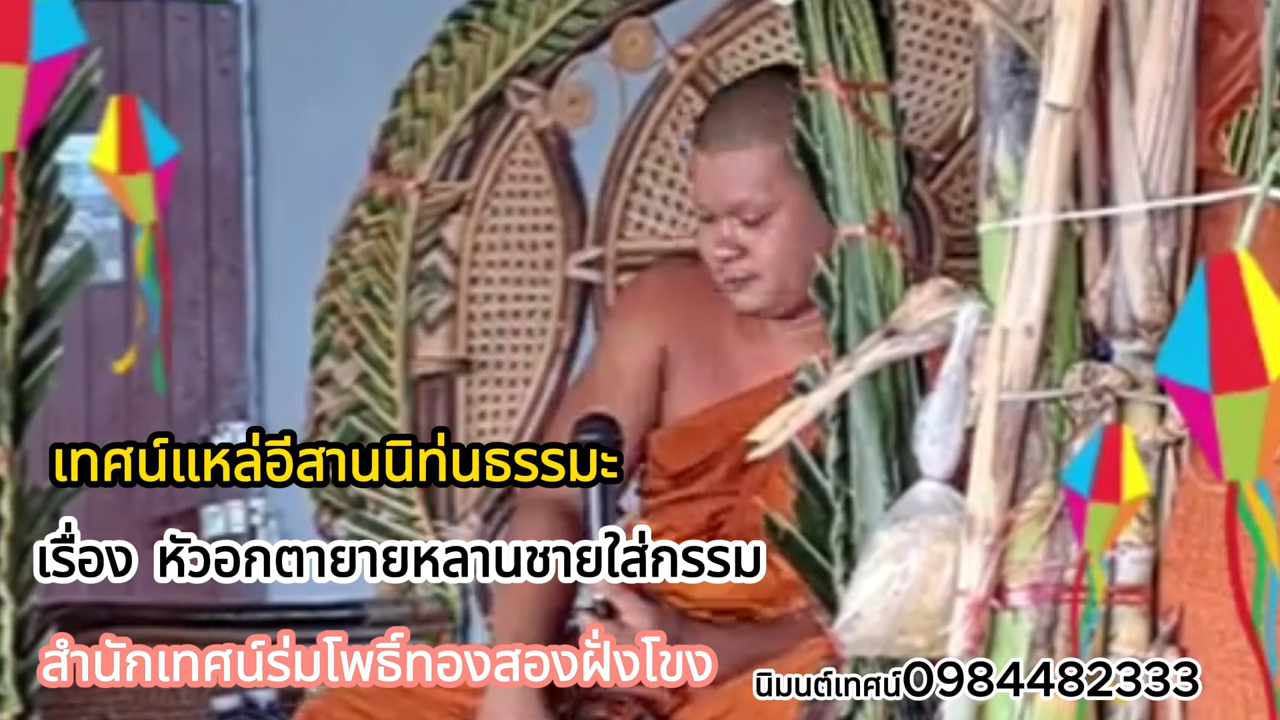 เทศน์แหล่อีสานนิท่นธรรมะ
เรื่อง หัวอกตายายหลานชายใส่กรรม
สำนักเทศน์ร่มโพธิ์ทองสองฝั่งโขง
นิมนต์เทศน์0984482333